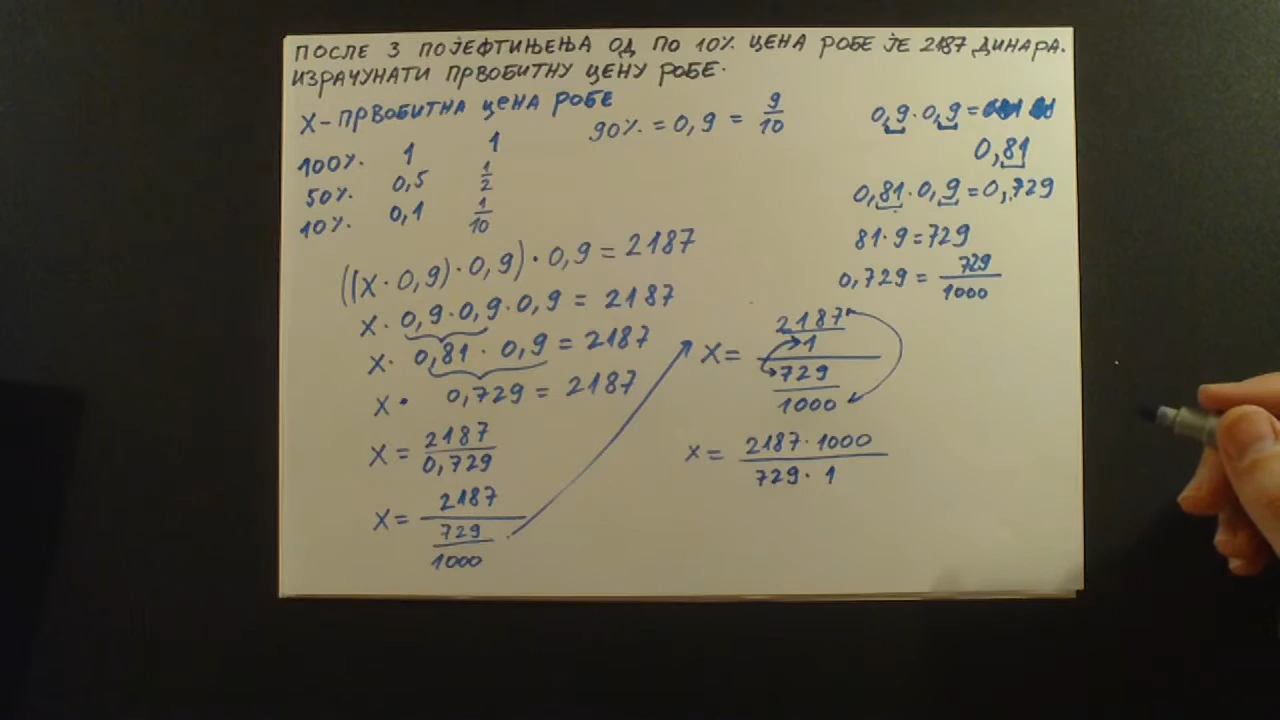 ПОСЛЕ 3 ПОЈЕФТИЊЕЊА ОД ПО 10% ЦЕНА РОБЕ ЈЕ 2187 ДИНАРА.
ИЗРАЧУНАТИ ПРВОБИТНУ ЦЕНУ РОБЕ.
X - ПРВОБИТНА ЦЕНА РОБЕ
100% 1 1
50% 0,5 1/2
10% 0,1 1/10
90% = 0,9 = 9/10
((X · 0,9) · 0,9) · 0,9 = 2187
X · 0,9 · 0,9 · 0,9 = 2187
X · 0,81 · 0,9 = 2187
X · 0,729 = 2187
X = 2187/0,729
X = 2187/(729/1000)
0,9 · 0,9 =
0,81
0,81 · 0,9 = 0,729
81 · 9 = 729
0,729 = 729/1000
X = (2187/1)/(729/1000)
X = (2187 · 1000)/(729 · 1)